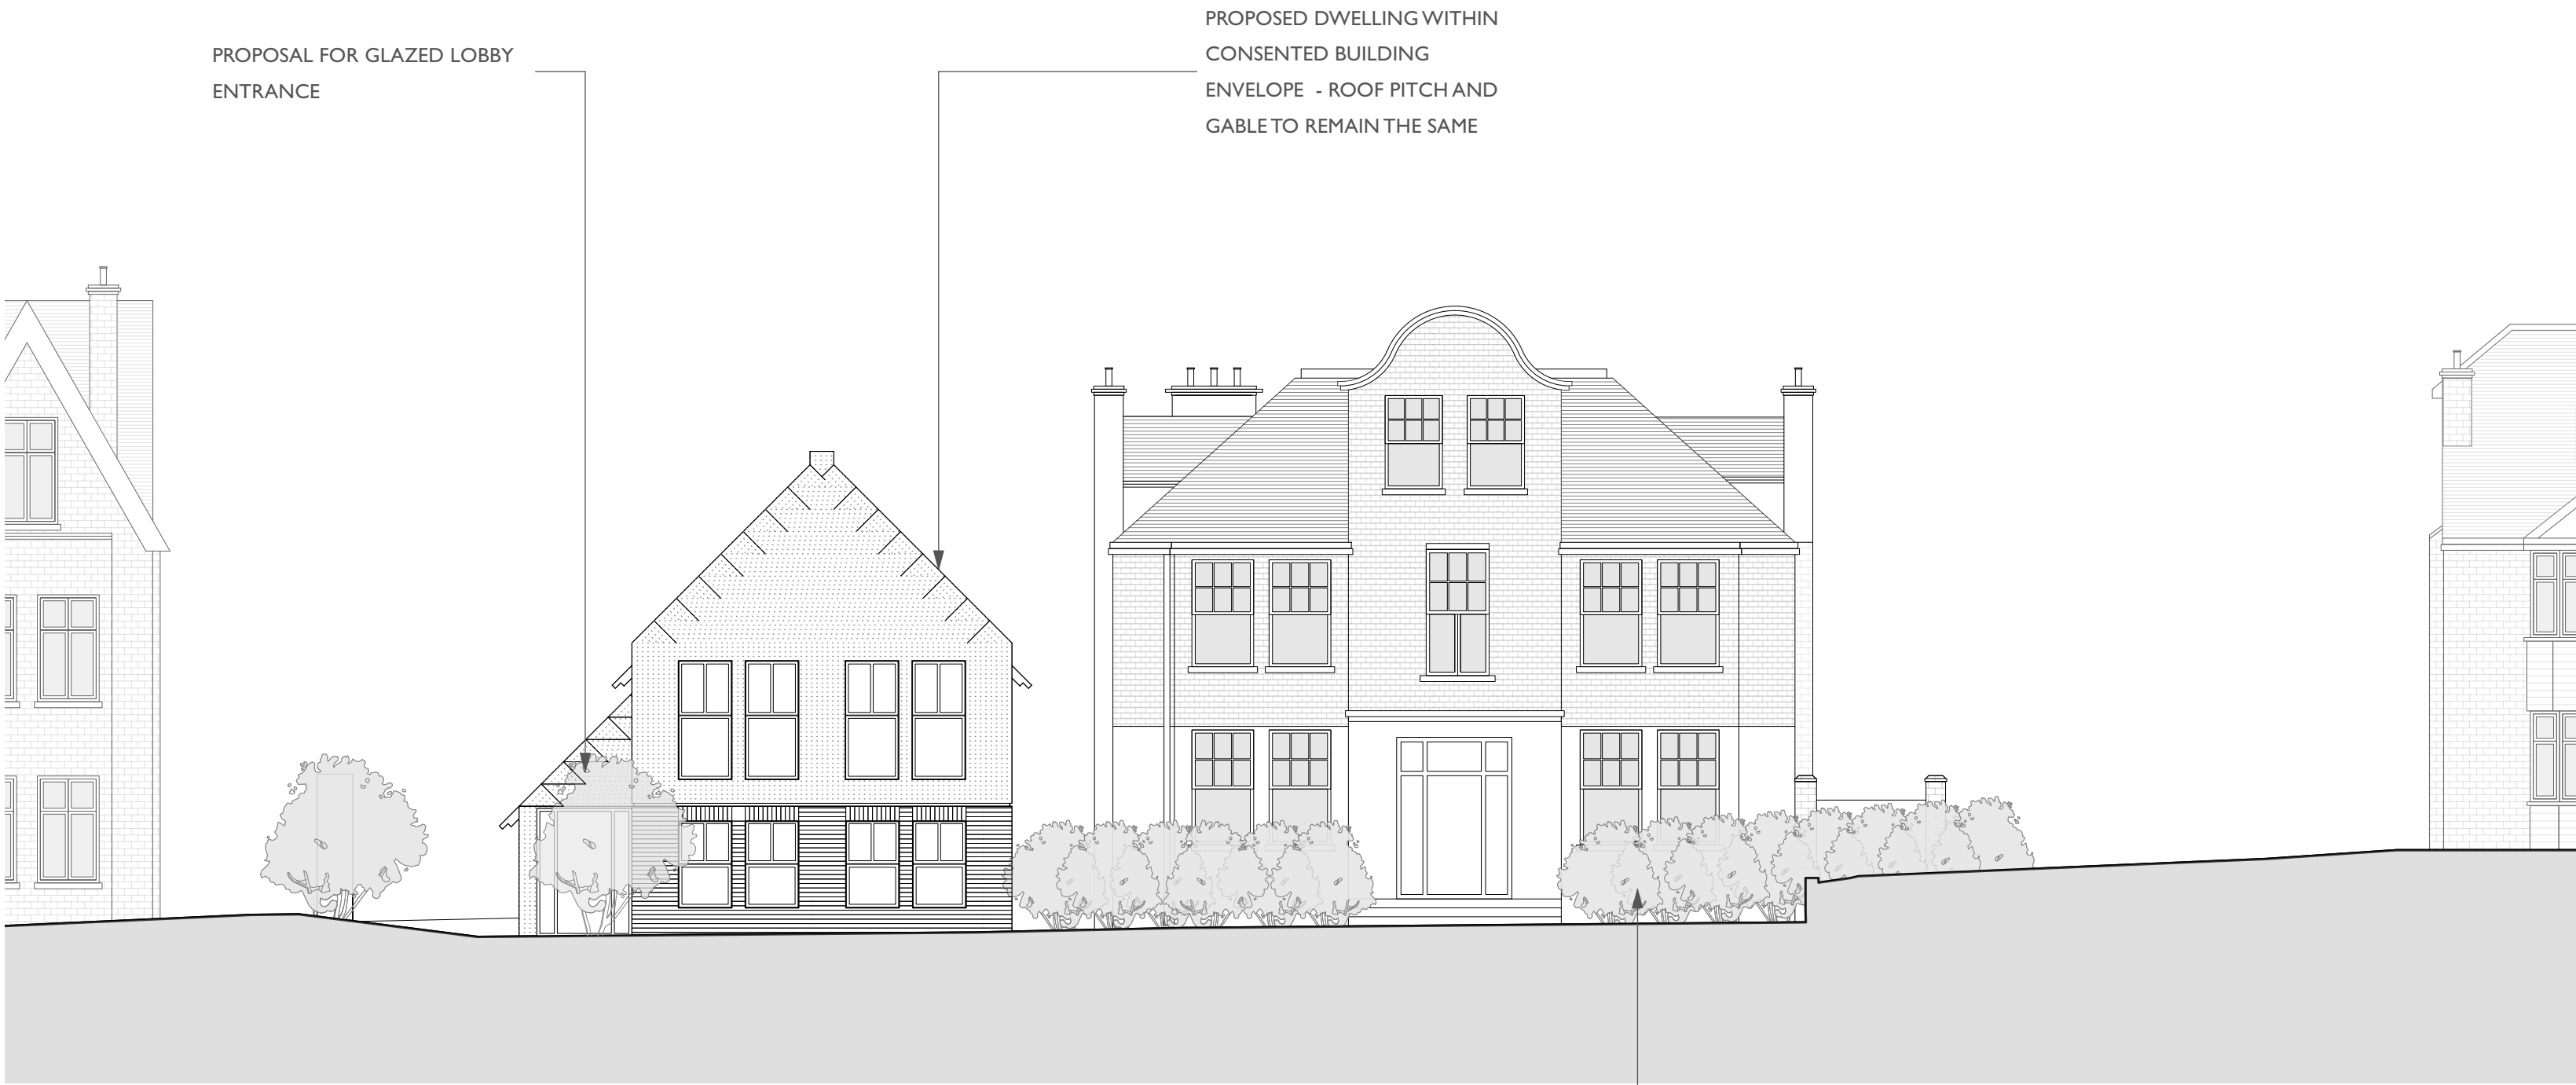 PROPOSAL FOR GLAZED LOBBY
ENTRANCE
PROPOSED DWELLING WITHIN
CONSENTED BUILDING
ENVELOPE - ROOF PITCH AND
GABLE TO REMAIN THE SAME